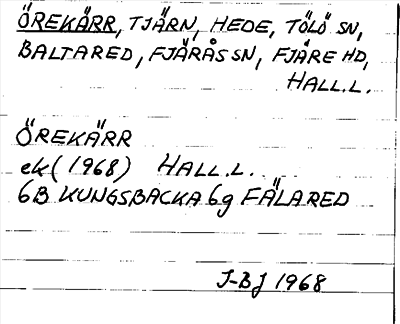 ÖREKÄRR, TJÄRN, HEDE, TÖLÖ SN,
BALTARED, FJÄRÅS SN, FJÄRE HD,
HALL.L.
ÖREKÄRR
ek (1968) HALL.L.
6B KUNGSBACKA 6g FÄLARED
J-BJ 1968